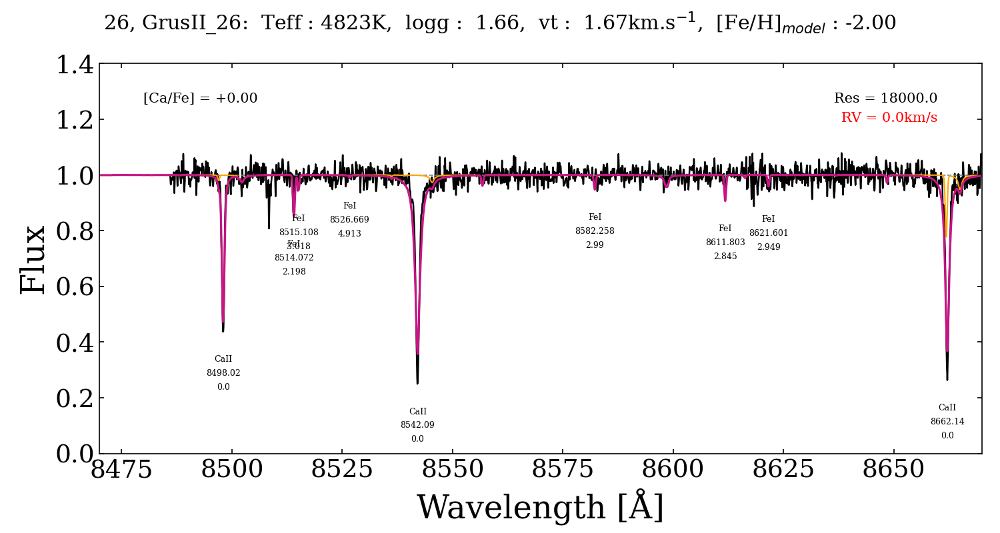 26, GrusII_26: Teff : 4823K, logg : 1.66, vt : 1.67km.s⁻¹, [Fe/H]model : -2.00
[Ca/Fe] = +0.00
Res = 18000.0
RV = 0.0km/s
1.4
1.2
1.0
0.8
0.6
0.4
0.2
0.0
Flux
CaII
8498.02
0.0
FeI
8515.108
3.018
FeI
8514.072
2.198
FeI
8526.669
4.913
CaII
8542.09
0.0
FeI
8582.258
2.99
FeI
8611.803
2.845
FeI
8621.601
2.949
CaII
8662.14
0.0
8475 8500 8525 8550 8575 8600 8625 8650
Wavelength [Å]